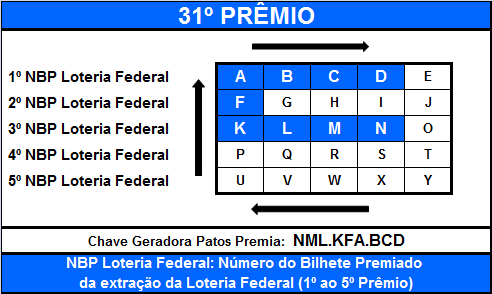 31º PRÊMIO
1º NBP Loteria Federal A B C D E
2º NBP Loteria Federal F G H I J
3º NBP Loteria Federal K L M N O
4º NBP Loteria Federal P Q R S T
5º NBP Loteria Federal U V W X Y
Chave Geradora Patos Premia: NML.KFA.BCD
NBP Loteria Federal: Número do Bilhete Premiado
da extração da Loteria Federal (1º ao 5º Prêmio)